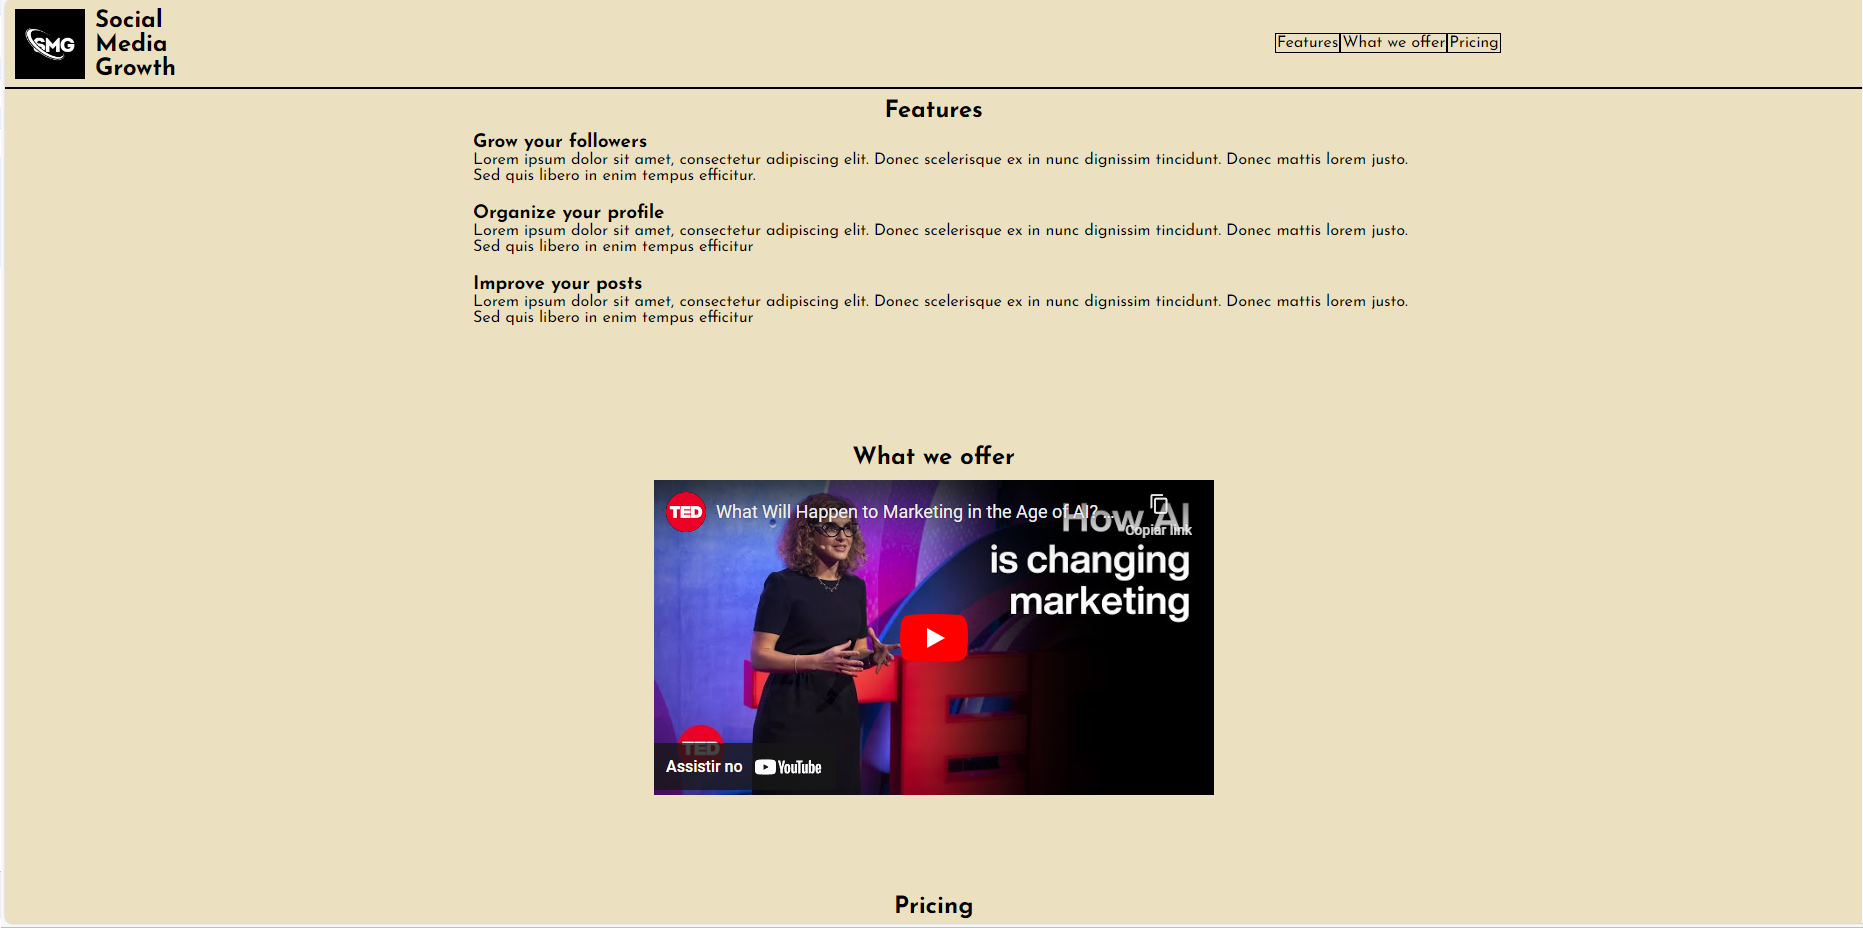 SMG
Social
Media
Growth
Features What we offer Pricing
Features
Grow your followers
Lorem ipsum dolor sit amet, consectetur adipiscing elit. Donec scelerisque ex in nunc dignissim tincidunt. Donec mattis lorem justo.
Sed quis libero in enim tempus efficitur.
Organize your profile
Lorem ipsum dolor sit amet, consectetur adipiscing elit. Donec scelerisque ex in nunc dignissim tincidunt. Donec mattis lorem justo.
Sed quis libero in enim tempus efficitur
Improve your posts
Lorem ipsum dolor sit amet, consectetur adipiscing elit. Donec scelerisque ex in nunc dignissim tincidunt. Donec mattis lorem justo.
Sed quis libero in enim tempus efficitur
What we offer
TED What Will Happen to Marketing in the Age of AI? ...
Copiar link
How AI
is changing
marketing
TED
Assistir no YouTube
Pricing